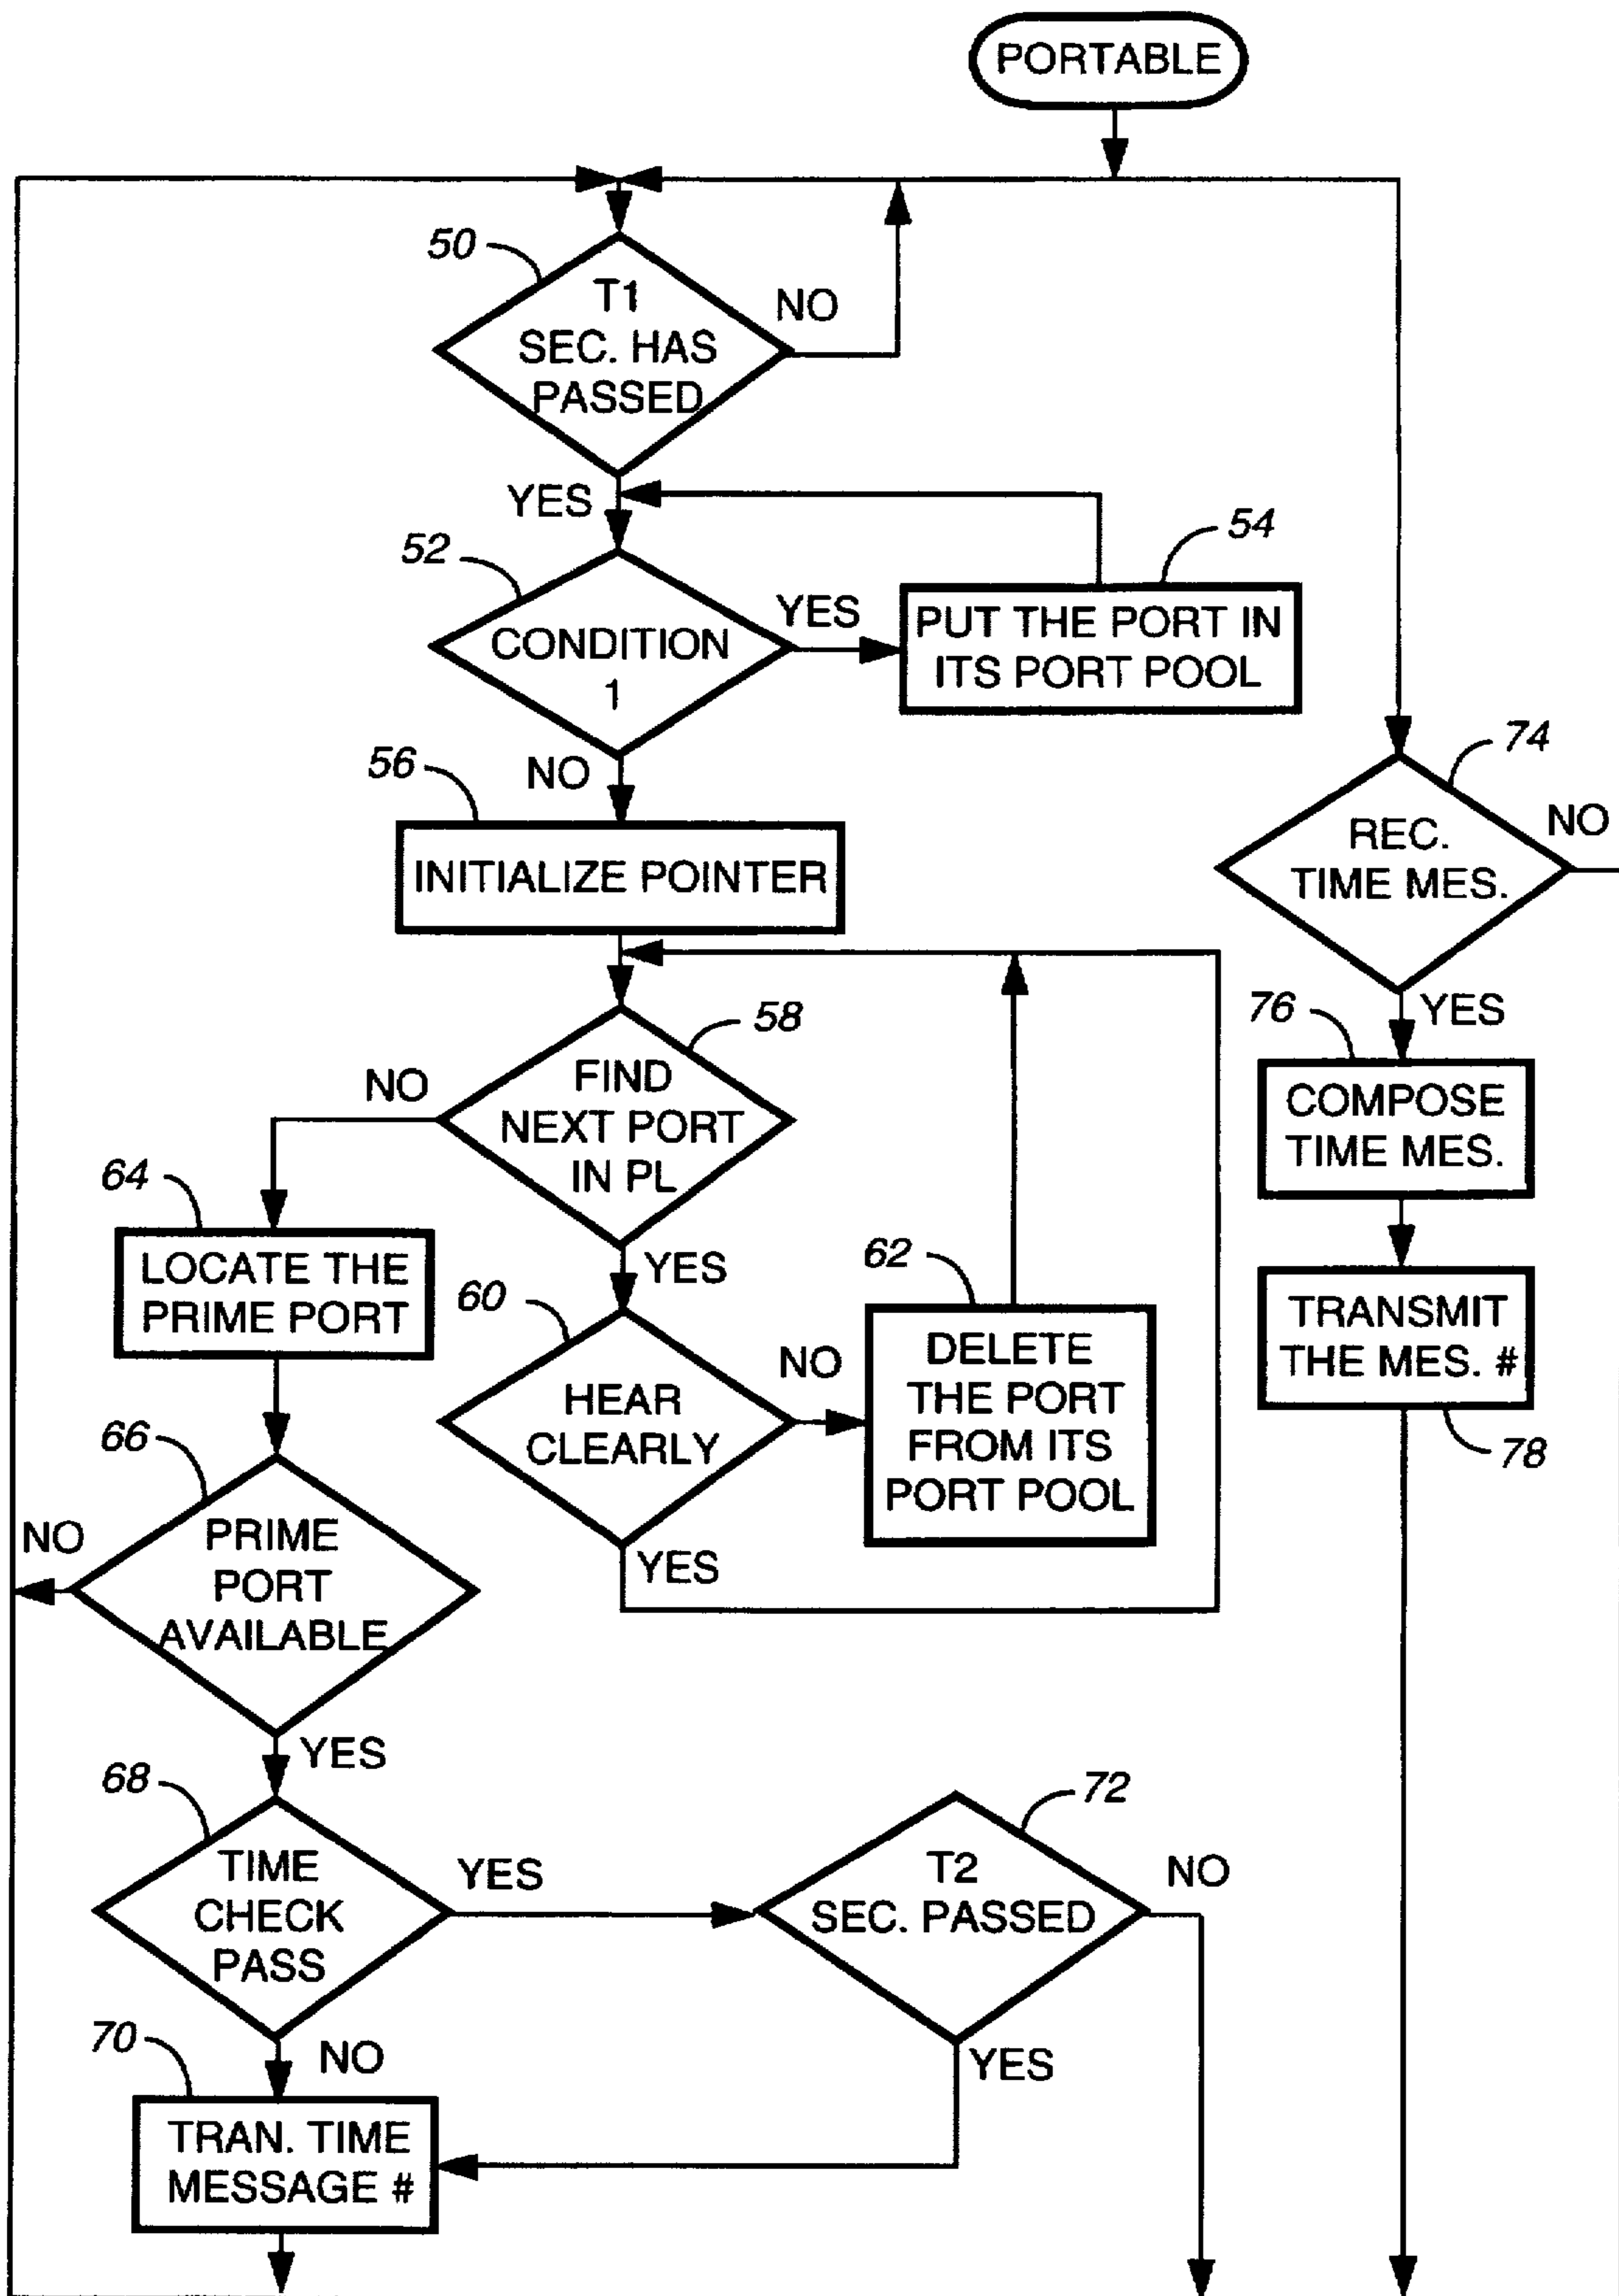 PORTABLE
50
T1
SEC. HAS
PASSED
NO
YES
52
CONDITION
1
YES
54
PUT THE PORT IN
ITS PORT POOL
NO
56
INITIALIZE POINTER
74
REC.
TIME MES.
NO
YES
58
FIND
NEXT PORT
IN PL
NO
YES
76
COMPOSE
TIME MES.
64
LOCATE THE
PRIME PORT
60
HEAR
CLEARLY
NO
YES
62
DELETE
THE PORT
FROM ITS
PORT POOL
TRANSMIT
THE MES. #
78
66
PRIME
PORT
AVAILABLE
NO
YES
68
TIME
CHECK
PASS
YES
NO
72
T2
SEC. PASSED
NO
YES
70
TRAN. TIME
MESSAGE #